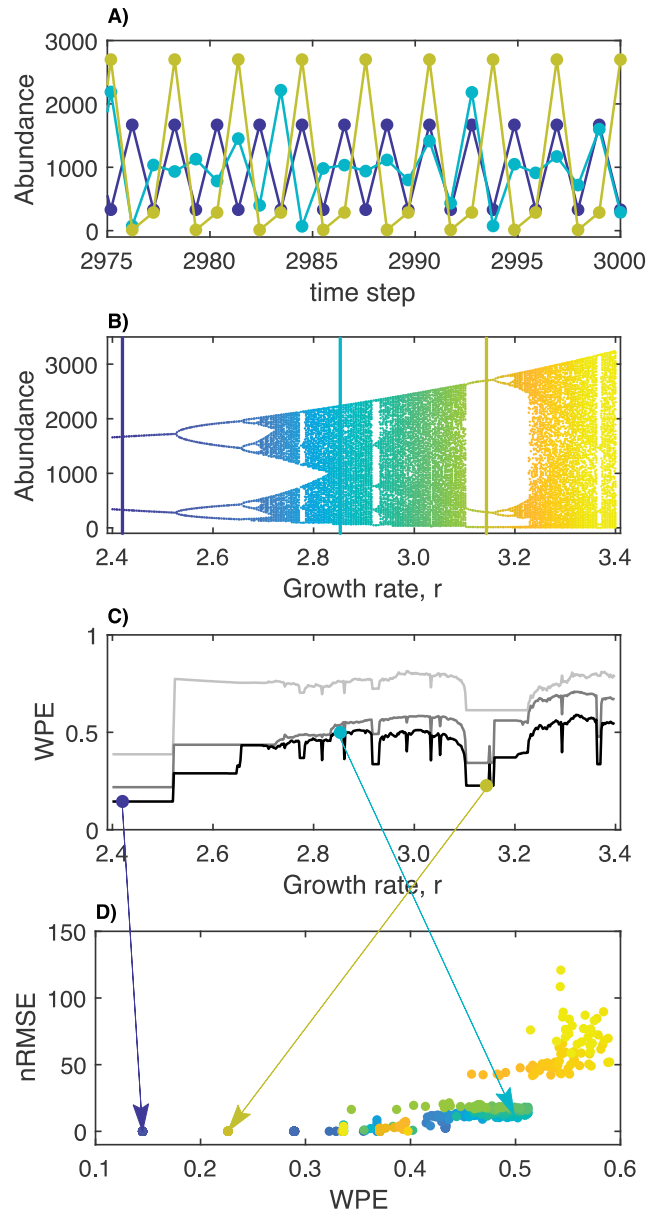 A)
3000
2000
1000
0
Abundance
2975 2980 2985 2990 2995 3000
time step
B)
3000
2000
1000
0
Abundance
2.4 2.6 2.8 3.0 3.2 3.4
Growth rate, r
C)
1
0.5
0
WPE
2.4 2.6 2.8 3.0 3.2 3.4
Growth rate, r
D)
150
100
50
0
nRMSE
0.1 0.2 0.3 0.4 0.5 0.6
WPE